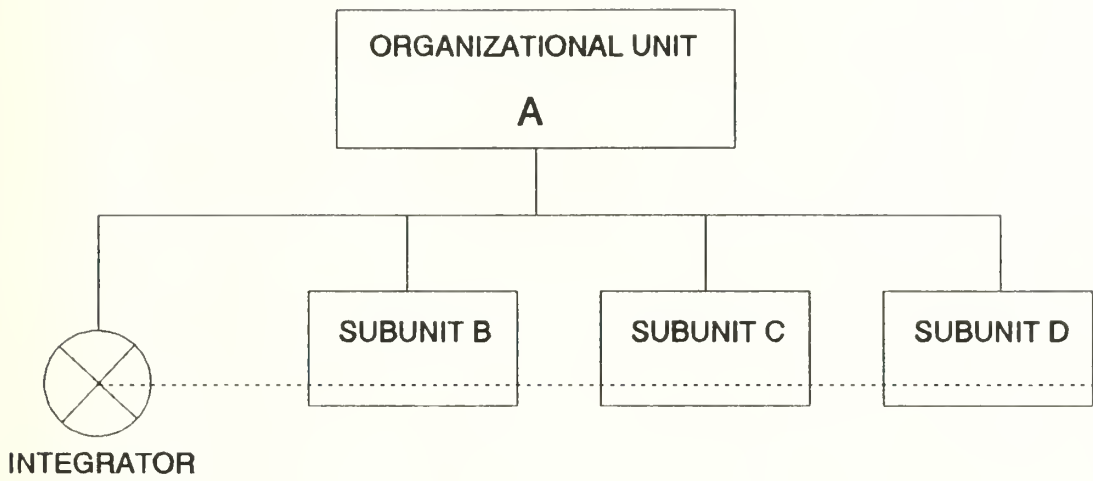 ORGANIZATIONAL UNIT
A
SUBUNIT B
SUBUNIT C
SUBUNIT D
INTEGRATOR